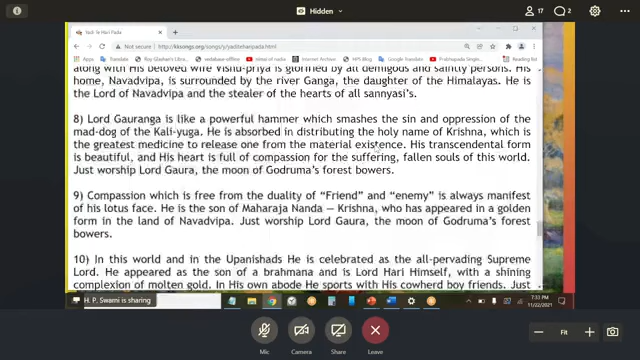 Hidden
17
2
Yadi Te Hari Pada
Not secure | http://kksongs.org/songs/y/yaditeharipada.html
Apps
Translate
along with His beloved wife Vishu-priya is glorified by all demigods and saintly persons. His
home, Navadvipa, is surrounded by the river Ganga, the daughter of the Himalayas. He is
the Lord of Navadvipa and the stealer of the hearts of all sannyasi's.
8) Lord Gauranga is like a powerful hammer which smashes the sin and oppression of the
mad-dog of the Kali-yuga. He is absorbed in distributing the holy name of Krishna, which is
the greatest medicine to release one from the material existence. His transcendental form
is beautiful, and His heart is full of compassion for the suffering, fallen souls of this world.
Just worship Lord Gaura, the moon of Godruma's forest bowers.
9) Compassion which is free from the duality of "Friend" and "enemy" is always manifest
of his lotus face. He is the son of Maharaja Nanda — Krishna, who has appeared in a golden
form in the land of Navadvipa. Just worship Lord Gaura, the moon of Godruma's forest
bowers.
10) In this world and in the Upanishads He is celebrated as the all-pervading Supreme
Lord. He appeared as the son of a brahmana and is Lord Hari Himself, with a shining
complexion of molten gold. In His own abode He sports with His cowherd boy friends. Just
H. P. Swami is sharing
7:33 PM
11/22/2021
Mic
Camera
Share
Leave
Fit